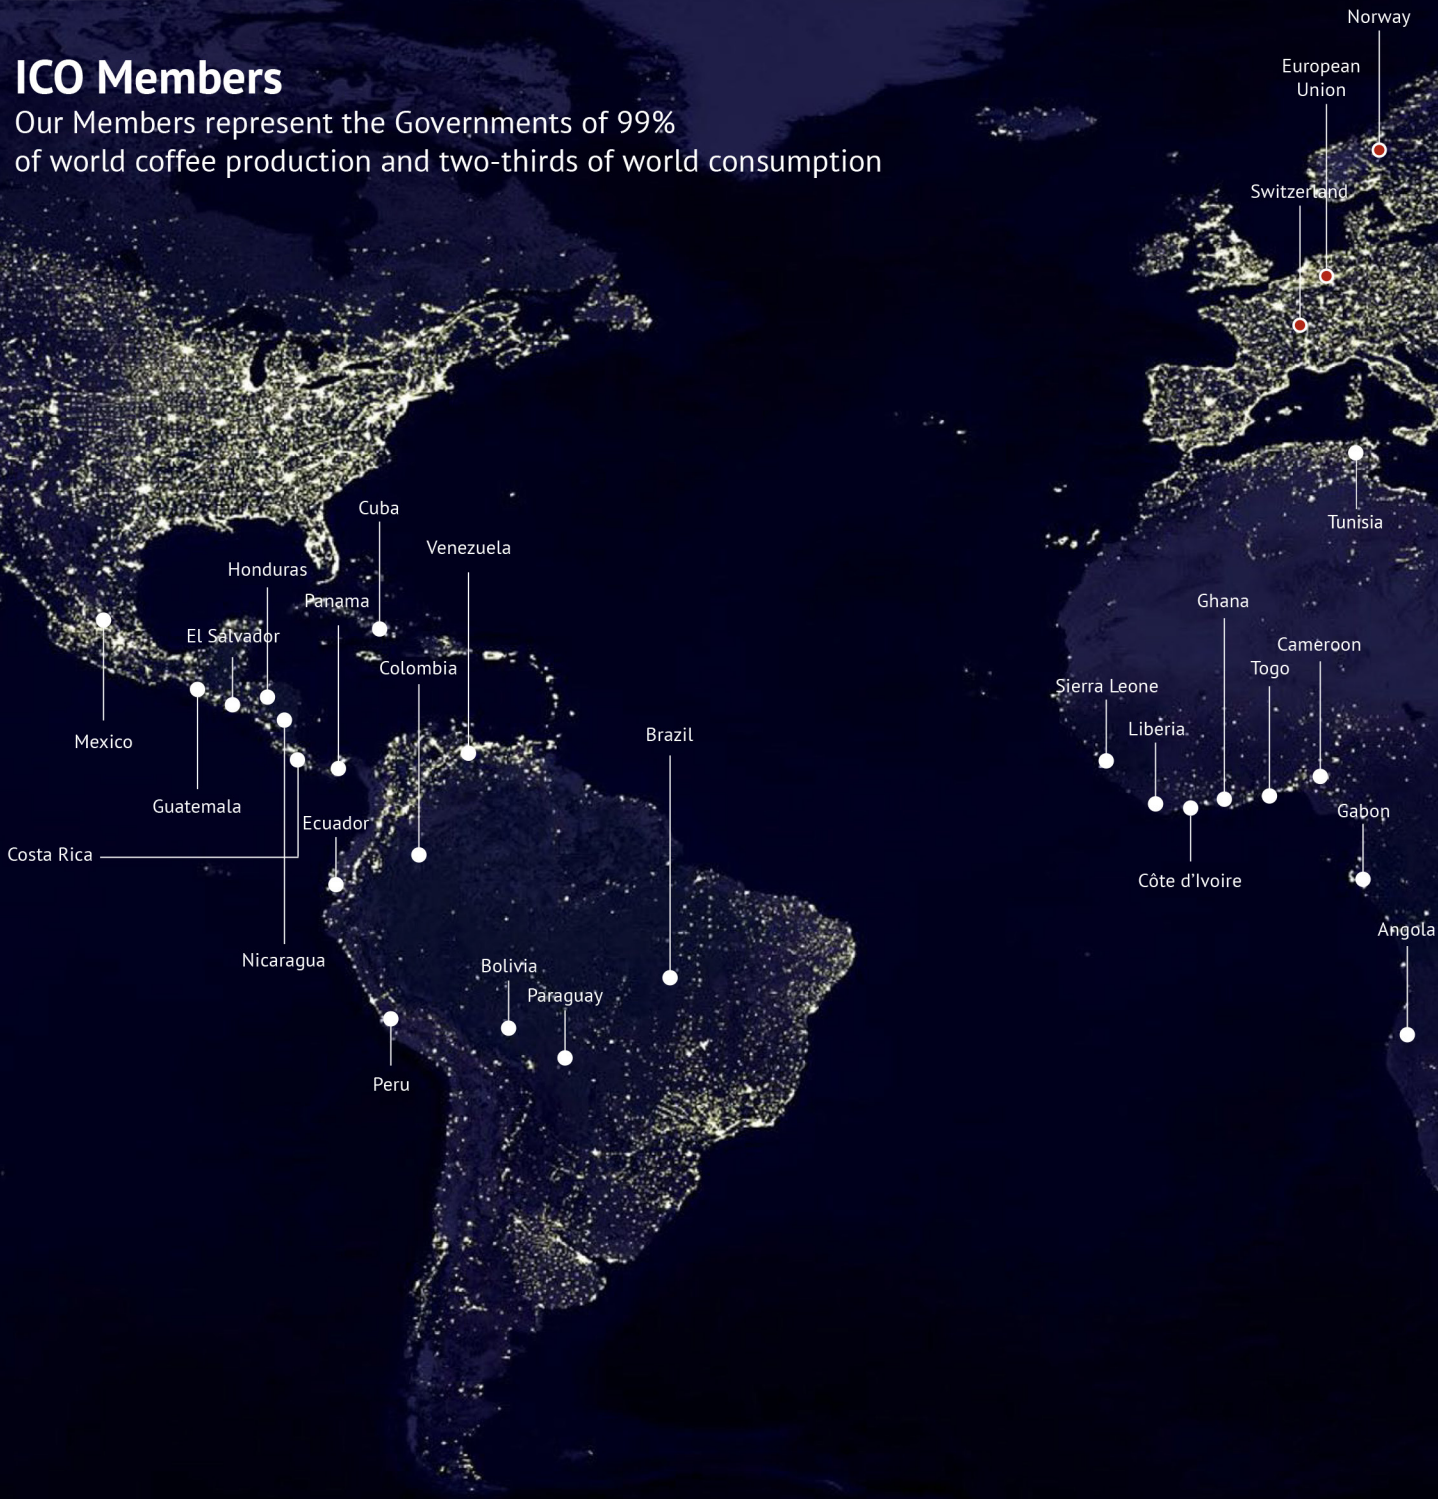 Norway
ICO Members
European
Union
Our Members represent the Governments of 99%
of world coffee production and two-thirds of world consumption
Switzerland
Cuba
Tunisia
Venezuela
Honduras
Panama
Ghana
El Salvador
Cameroon
Colombia
Togo
Sierra Leone
Liberia
Brazil
Mexico
Guatemala
Gabon
Ecuador
Costa Rica
Côte d’Ivoire
Angola
Nicaragua
Bolivia
Paraguay
Peru